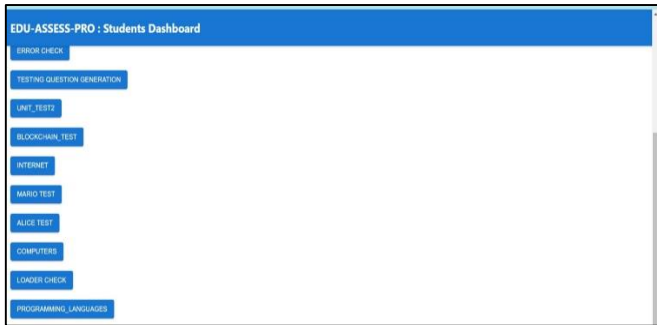 EDU-ASSESS-PRO : Students Dashboard
ERROR CHECK
TESTING QUESTION GENERATION
UNIT_TEST2
BLOCKCHAIN_TEST
INTERNET
MARIO TEST
ALICE TEST
COMPUTERS
LOADER CHECK
PROGRAMMING_LANGUAGES